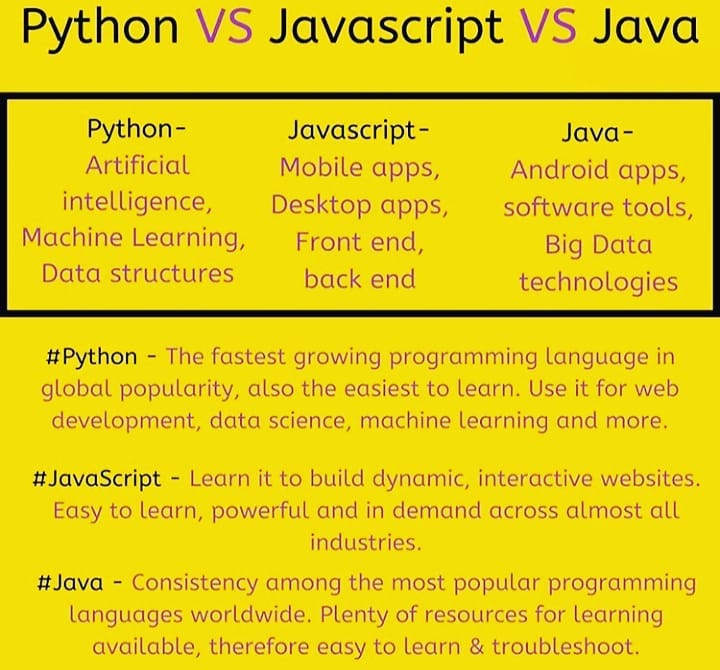 Python VS Javascript VS Java
Python-
Artificial
intelligence,
Machine Learning,
Data structures
Javascript-
Mobile apps,
Desktop apps,
Front end,
back end
Java-
Android apps,
software tools,
Big Data
technologies
#Python - The fastest growing programming language in
global popularity, also the easiest to learn. Use it for web
development, data science, machine learning and more.
#JavaScript - Learn it to build dynamic, interactive websites.
Easy to learn, powerful and in demand across almost all
industries.
#Java - Consistency among the most popular programming
languages worldwide. Plenty of resources for learning
available, therefore easy to learn & troubleshoot.